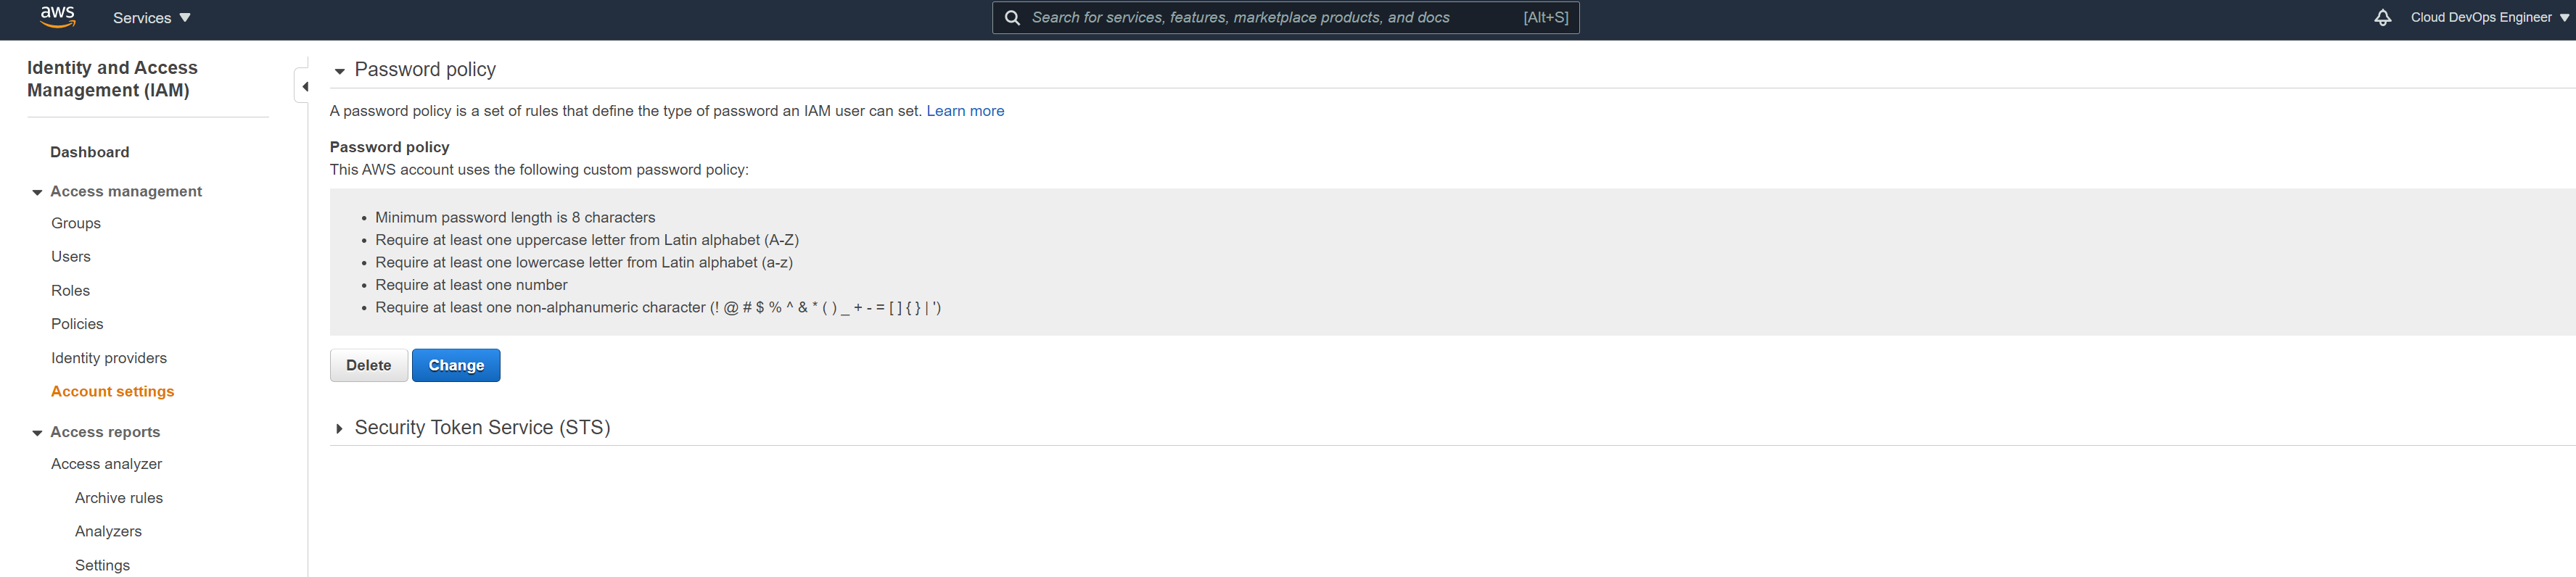 aws Services Search for services, features, marketplace products, and docs [Alt+S] Cloud DevOps Engineer
Identity and Access
Management (IAM)
Dashboard
Access management
Groups
Users
Roles
Policies
Identity providers
Account settings
Access reports
Access analyzer
Archive rules
Analyzers
Settings
Password policy
A password policy is a set of rules that define the type of password an IAM user can set. Learn more
Password policy
This AWS account uses the following custom password policy:
• Minimum password length is 8 characters
• Require at least one uppercase letter from Latin alphabet (A-Z)
• Require at least one lowercase letter from Latin alphabet (a-z)
• Require at least one number
• Require at least one non-alphanumeric character (! @ # $ % ^ & * ( ) _ + - = [ ] { } | ')
Delete Change
Security Token Service (STS)